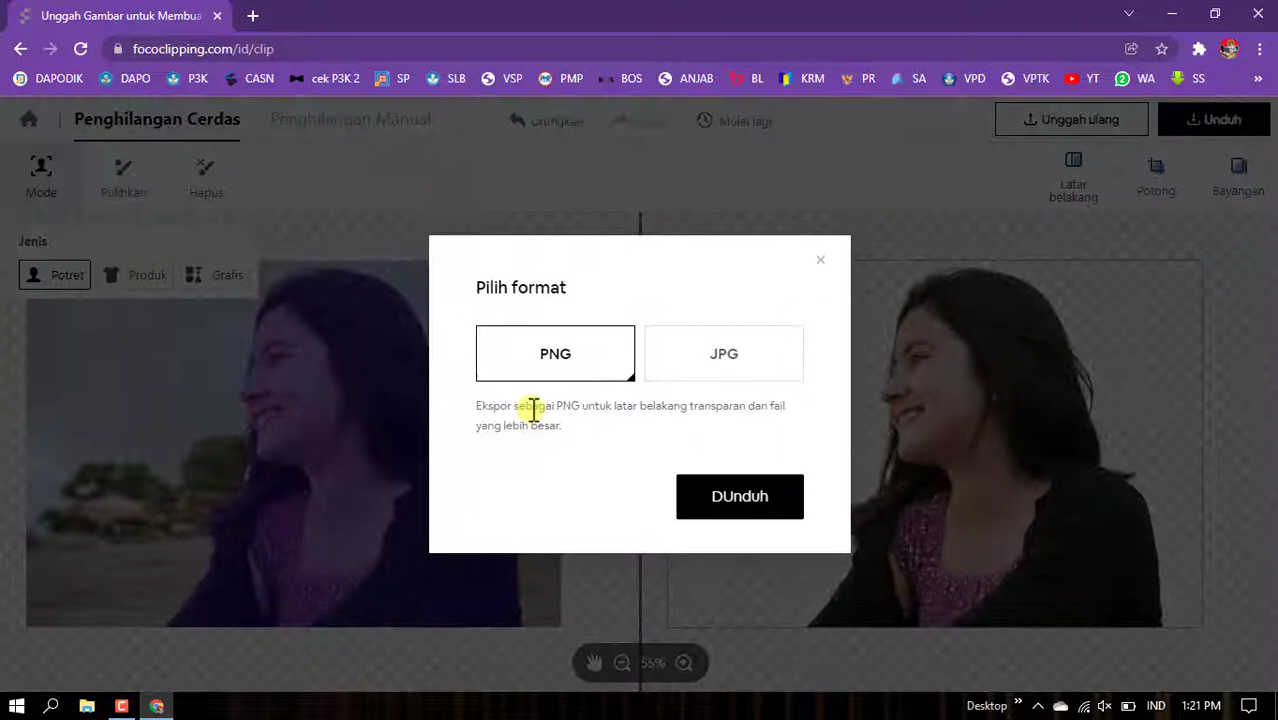 Unggah Gambar untuk Membua
fococlipping.com/id/clip
DAPODIK DAPO P3K CASN cek P3K 2 SP SLB VSP PMP BOS ANJAB BL KRM PR SA VPD VPTK YT WA SS »
Penghilangan Cerdas Penghilangan Manual Urungkan Mulai lagi Unggah ulang Unduh
Mode Pulihkan Hapus Latar belakang Potong Bayangan
Jenis
Potret Produk Grafis
Pilih format
PNG JPG
Ekspor sebagai PNG untuk latar belakang transparan dan fail
yang lebih besar.
DUnduh
55%
Desktop » IND 1:21 PM